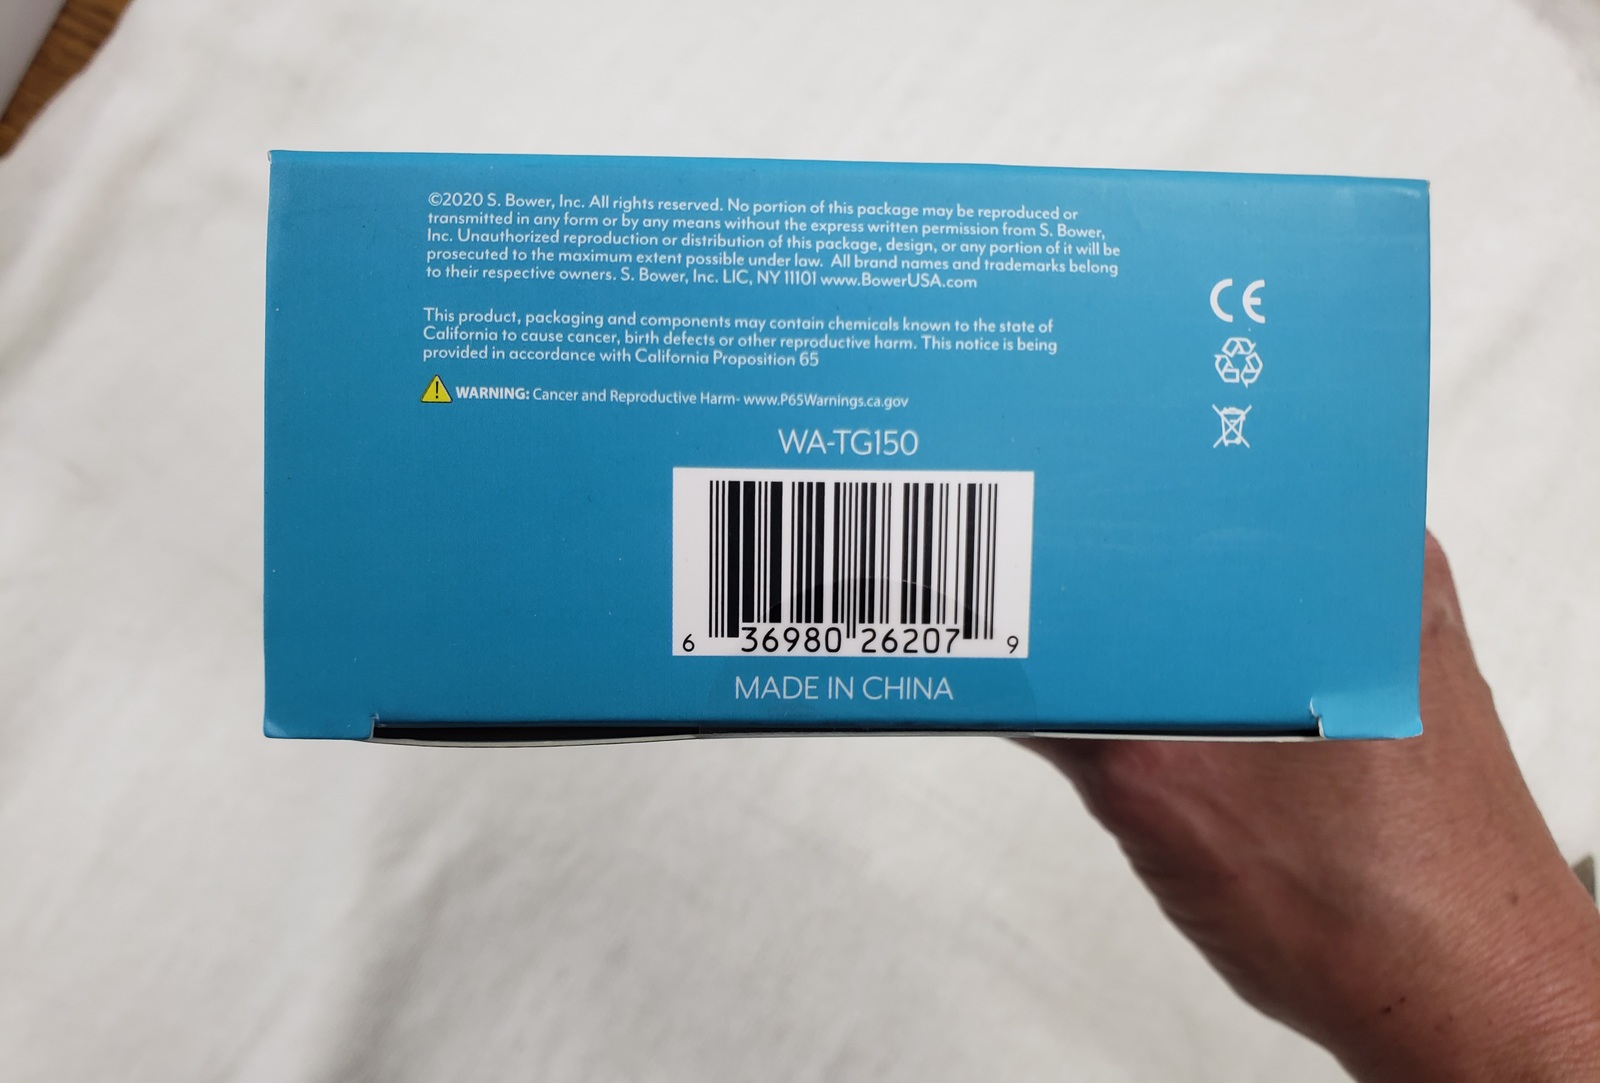 ©2020 S. Bower, Inc. All rights reserved. No portion of this package may be reproduced or
transmitted in any form or by any means without the express written permission from S. Bower,
Inc. Unauthorized reproduction or distribution of this package, design, or any portion of it will be
prosecuted to the maximum extent possible under law. All brand names and trademarks belong
to their respective owners. S. Bower, Inc. LIC, NY 11101 www.BowerUSA.com
This product, packaging and components may contain chemicals known to the state of
California to cause cancer, birth defects or other reproductive harm. This notice is being
provided in accordance with California Proposition 65
WARNING: Cancer and Reproductive Harm- www.P65Warnings.ca.gov
CE
WA-TG150
6 36980 26207 9
MADE IN CHINA